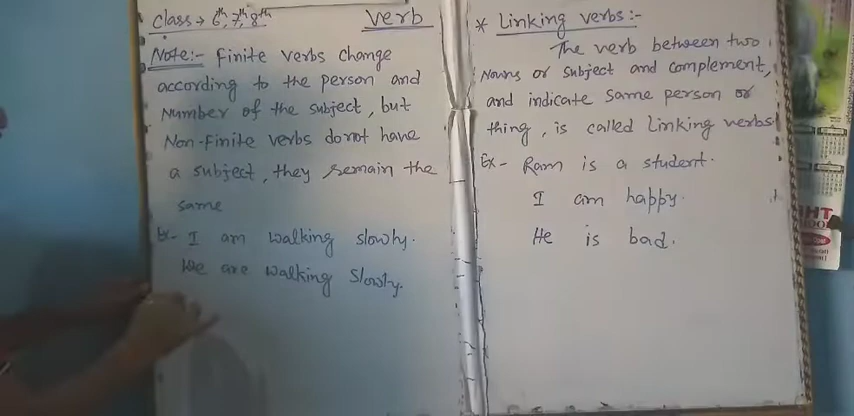 Class → 6th, 7th, 8th
Verb
Note:- Finite verbs change
according to the person and
Number of the subject, but
Non-finite verbs do not have
a subject, they remain the
same
Ex- I am walking slowly.
We are walking slowly.
* Linking verbs:-
The verb between two
Nouns or subject and complement,
and indicate same person or
thing, is called linking verbs
Ex- Ram is a student.
I am happy.
He is bad.